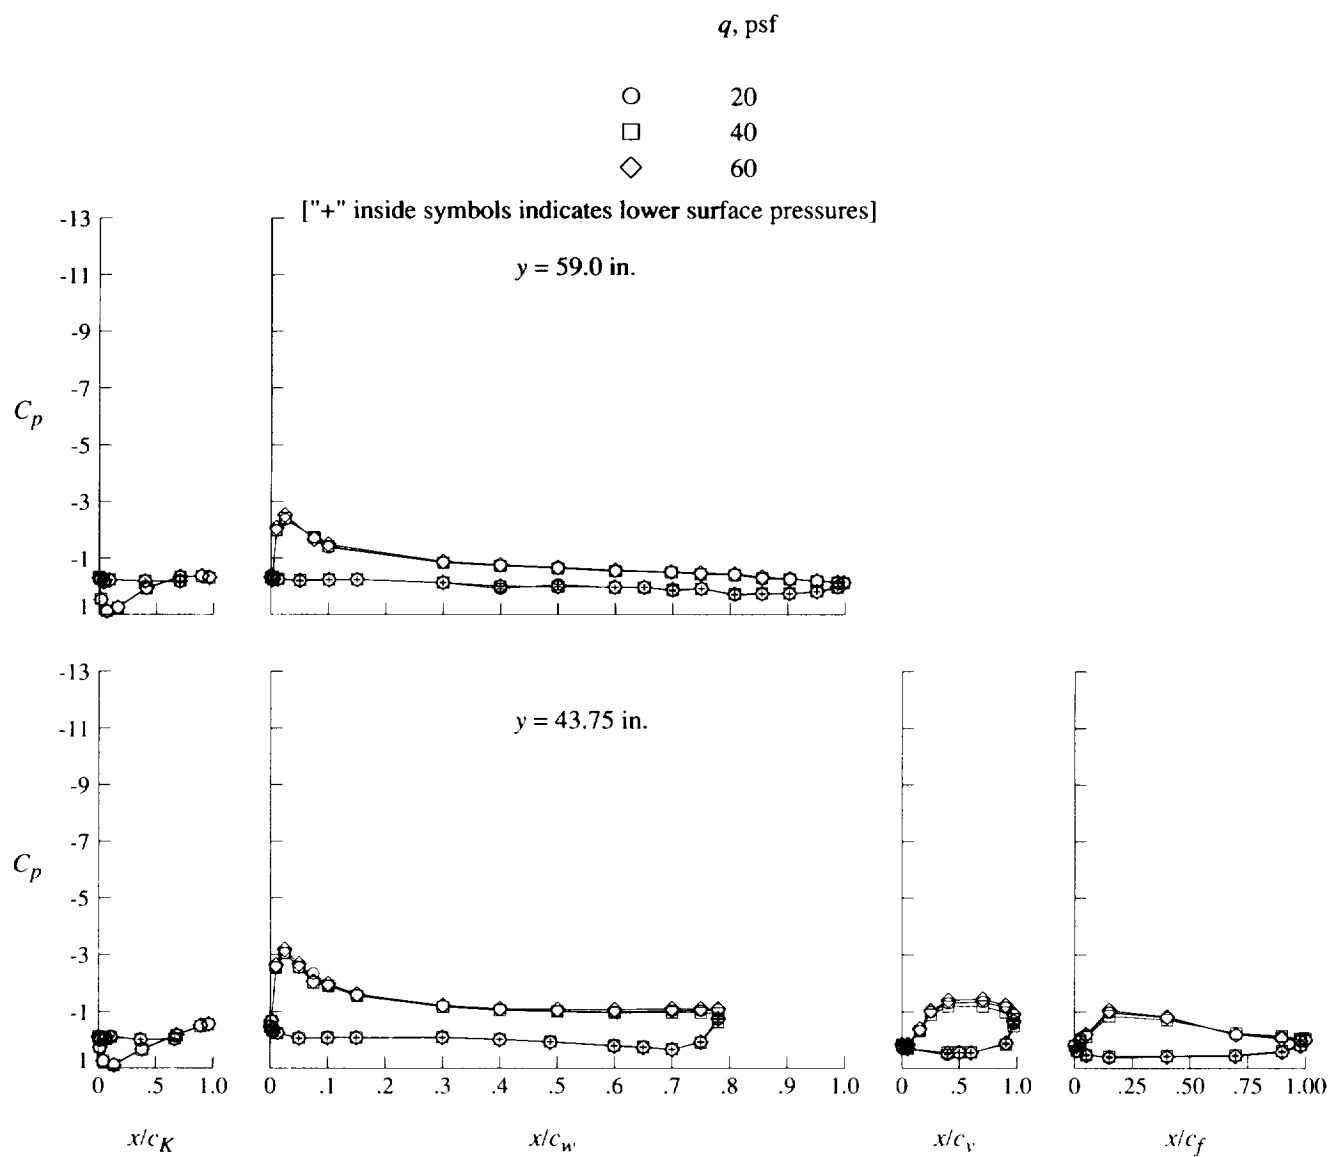 q, psf
20
40
60
["+" inside symbols indicates lower surface pressures]
y = 59.0 in.
-13
-11
-9
-7
-5
-3
-1
1
C_p
y = 43.75 in.
-13
-11
-9
-7
-5
-3
-1
1
C_p
0 .5 1.0 0 .1 .2 .3 .4 .5 .6 .7 .8 .9 1.0 0 .5 1.0 0 .25 .50 .75 1.00
x/c_K x/c_w x/c_v x/c_f